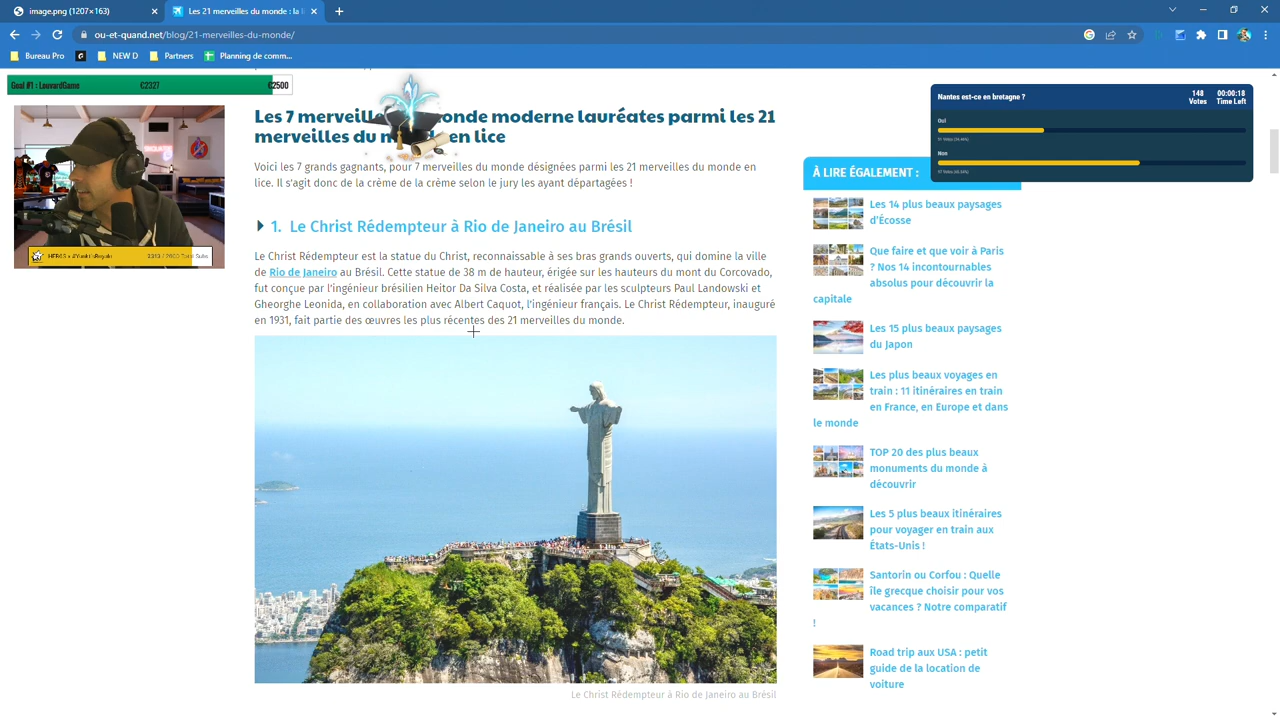 image.png (1207×163)
Les 21 merveilles du monde : la li
ou-et-quand.net/blog/21-merveilles-du-monde/
Bureau Pro
NEW D
Partners
Planning de comm...
Goal #1 : LauvardGame €2327 €2500
Nantes est-ce en bretagne ?
148 Votes
00:00:18 Time Left
Oui
Non
Les 7 merveill onde moderne lauréates parmi les 21
merveilles du m en lice
Voici les 7 grands gagnants, pour 7 merveilles du monde désignées parmi les 21 merveilles du monde en
lice. Il s'agit donc de la crème de la crème selon le jury les ayant départagées !
1. Le Christ Rédempteur à Rio de Janeiro au Brésil
Le Christ Rédempteur est la statue du Christ, reconnaissable à ses bras grands ouverts, qui domine la ville
de Rio de Janeiro au Brésil. Cette statue de 38 m de hauteur, érigée sur les hauteurs du mont du Corcovado,
fut conçue par l'ingénieur brésilien Heitor Da Silva Costa, et réalisée par les sculpteurs Paul Landowski et
Gheorghe Leonida, en collaboration avec Albert Caquot, l'ingénieur français. Le Christ Rédempteur, inauguré
en 1931, fait partie des œuvres les plus récentes des 21 merveilles du monde.
Le Christ Rédempteur à Rio de Janeiro au Brésil
À LIRE ÉGALEMENT :
Les 14 plus beaux paysages
d'Écosse
Que faire et que voir à Paris
? Nos 14 incontournables
absolus pour découvrir la
capitale
Les 15 plus beaux paysages
du Japon
Les plus beaux voyages en
train : 11 itinéraires en train
en France, en Europe et dans
le monde
TOP 20 des plus beaux
monuments du monde à
découvrir
Les 5 plus beaux itinéraires
pour voyager en train aux
États-Unis !
Santorin ou Corfou : Quelle
île grecque choisir pour vos
vacances ? Notre comparatif
!
Road trip aux USA : petit
guide de la location de
voiture